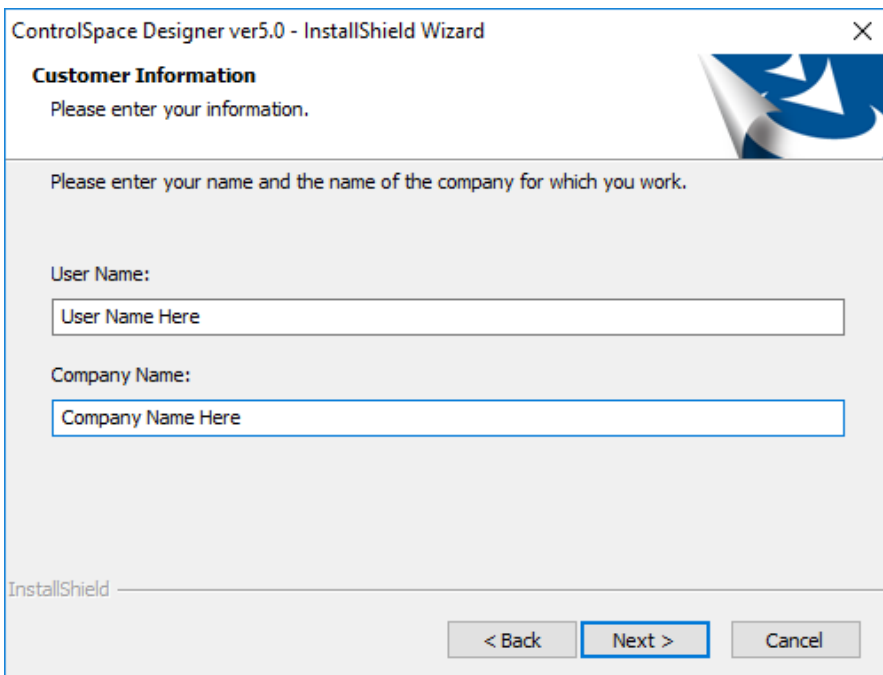 ControlSpace Designer ver5.0 - InstallShield Wizard
Customer Information
Please enter your information.
Please enter your name and the name of the company for which you work.
User Name:
User Name Here
Company Name:
Company Name Here
InstallShield
< Back Next > Cancel